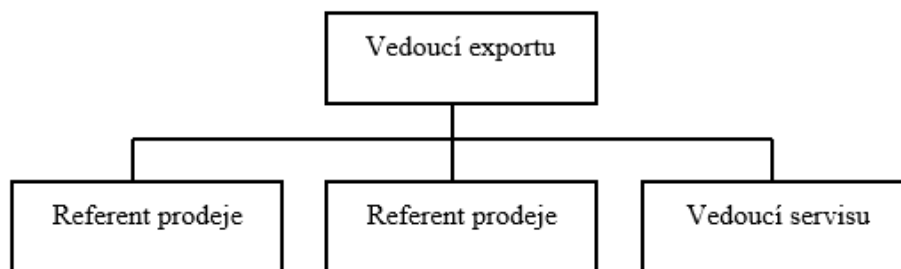 Vedoucí exportu
Referent prodeje
Referent prodeje
Vedoucí servisu